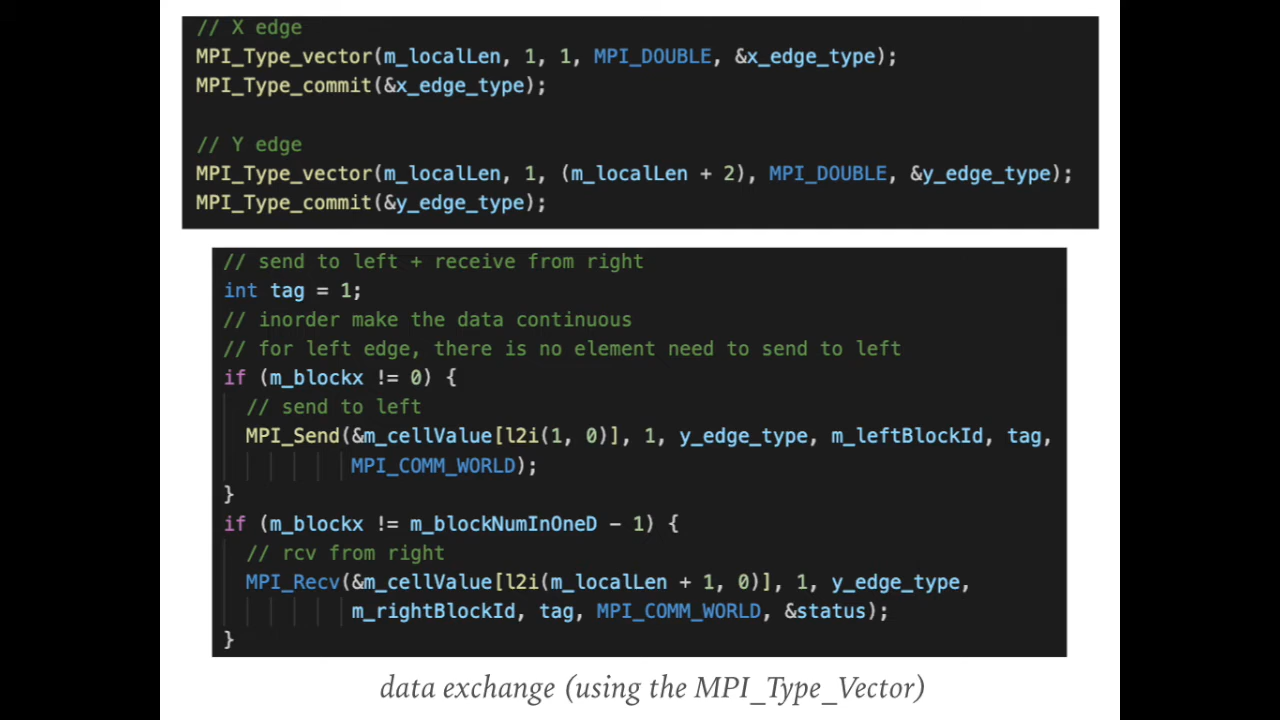 // X edge
MPI_Type_vector(m_localLen, 1, 1, MPI_DOUBLE, &x_edge_type);
MPI_Type_commit(&x_edge_type);
// Y edge
MPI_Type_vector(m_localLen, 1, (m_localLen + 2), MPI_DOUBLE, &y_edge_type);
MPI_Type_commit(&y_edge_type);
// send to left + receive from right
int tag = 1;
// inorder make the data continuous
// for left edge, there is no element need to send to left
if (m_blockx != 0) {
// send to left
MPI_Send(&m_cellValue[l2i(1, 0)], 1, y_edge_type, m_leftBlockId, tag,
MPI_COMM_WORLD);
}
if (m_blockx != m_blockNumInOneD - 1) {
// rcv from right
MPI_Recv(&m_cellValue[l2i(m_localLen + 1, 0)], 1, y_edge_type,
m_rightBlockId, tag, MPI_COMM_WORLD, &status);
}
data exchange (using the MPI_Type_Vector)